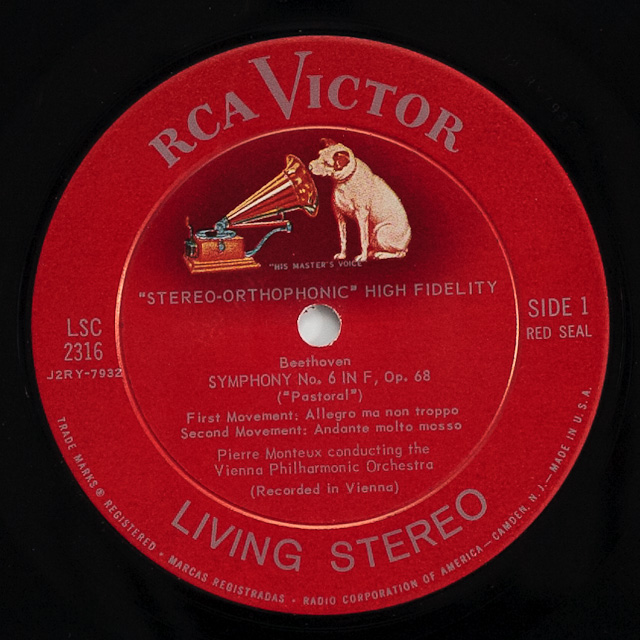 RCA VICTOR
"HIS MASTER'S VOICE"
"STEREO-ORTHOPHONIC" HIGH FIDELITY
LSC
2316
J2RY-7932
SIDE 1
RED SEAL
Beethoven
SYMPHONY No. 6 IN F, Op. 68
("Pastoral")
First Movement: Allegro ma non troppo
Second Movement: Andante molto mosso
Pierre Monteux conducting the
Vienna Philharmonic Orchestra
(Recorded in Vienna)
LIVING STEREO
TRADE MARKS® REGISTERED • MARCAS REGISTRADAS • RADIO CORPORATION OF AMERICA—CAMDEN, N. J.—MADE IN U. S. A.